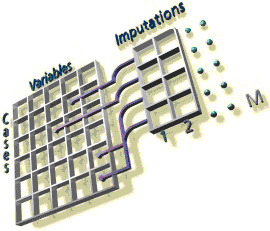 Imputations
Variables
Cases
1 2 M